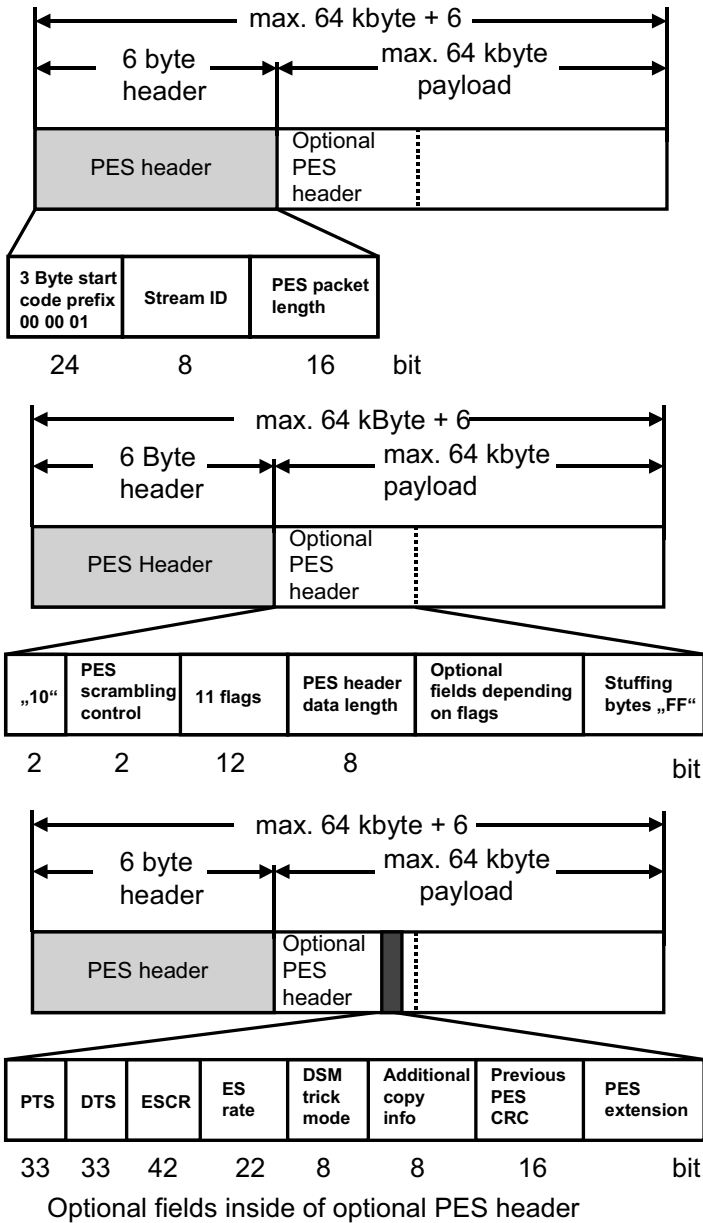 max. 64 kbyte + 6
6 byte
header
max. 64 kbyte
payload
PES header
Optional
PES
header
3 Byte start
code prefix
00 00 01
Stream ID
PES packet
length
24 8 16 bit
max. 64 kByte + 6
6 Byte
header
max. 64 kbyte
payload
PES Header
Optional
PES
header
„10“
PES
scrambling
control
11 flags
PES header
data length
Optional
fields depending
on flags
Stuffing
bytes „FF“
2 2 12 8 bit
max. 64 kbyte + 6
6 byte
header
max. 64 kbyte
payload
PES header
Optional
PES
header
PTS
DTS
ESCR
ES
rate
DSM
trick
mode
Additional
copy
info
Previous
PES
CRC
PES
extension
33 33 42 22 8 8 16 bit
Optional fields inside of optional PES header